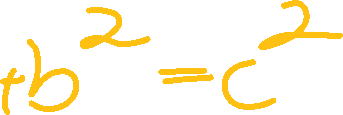 +b² = c²